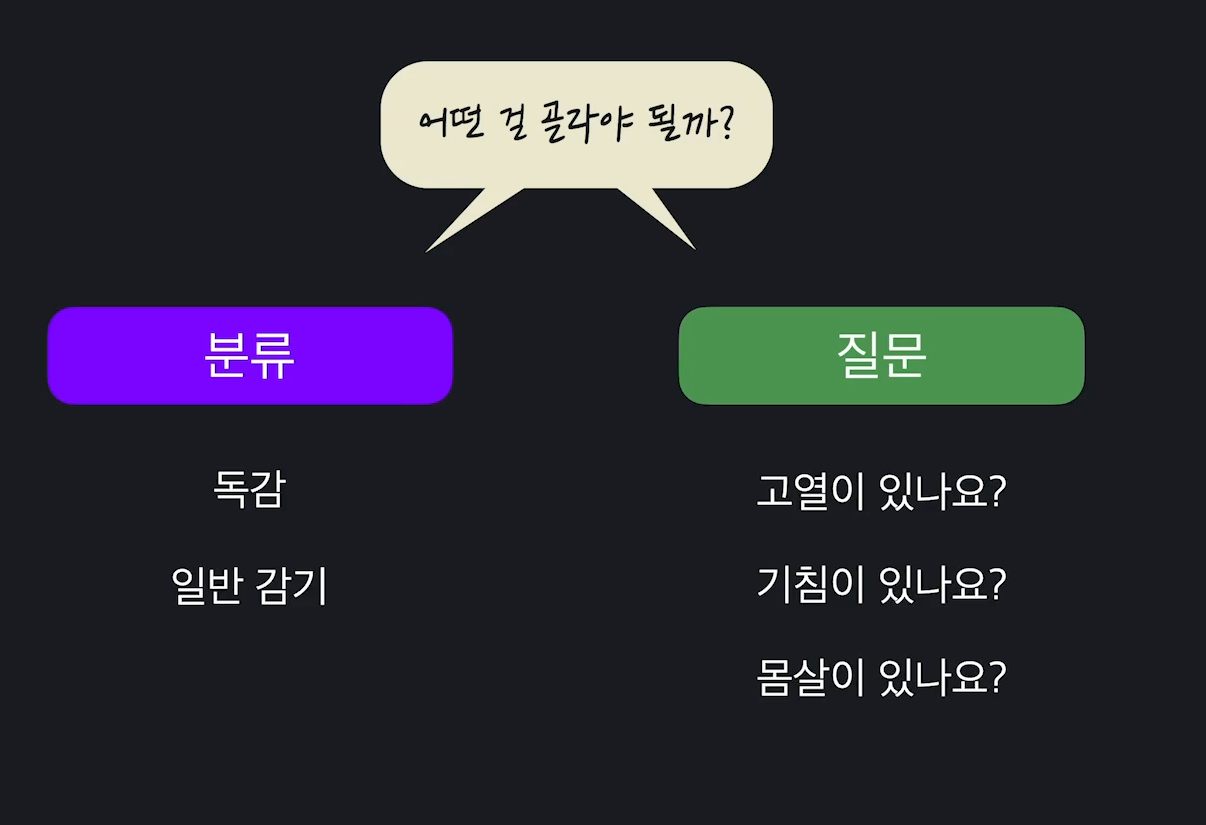 어떤 걸 골라야 될까?
분류
독감
일반 감기
질문
고열이 있나요?
기침이 있나요?
몸살이 있나요?